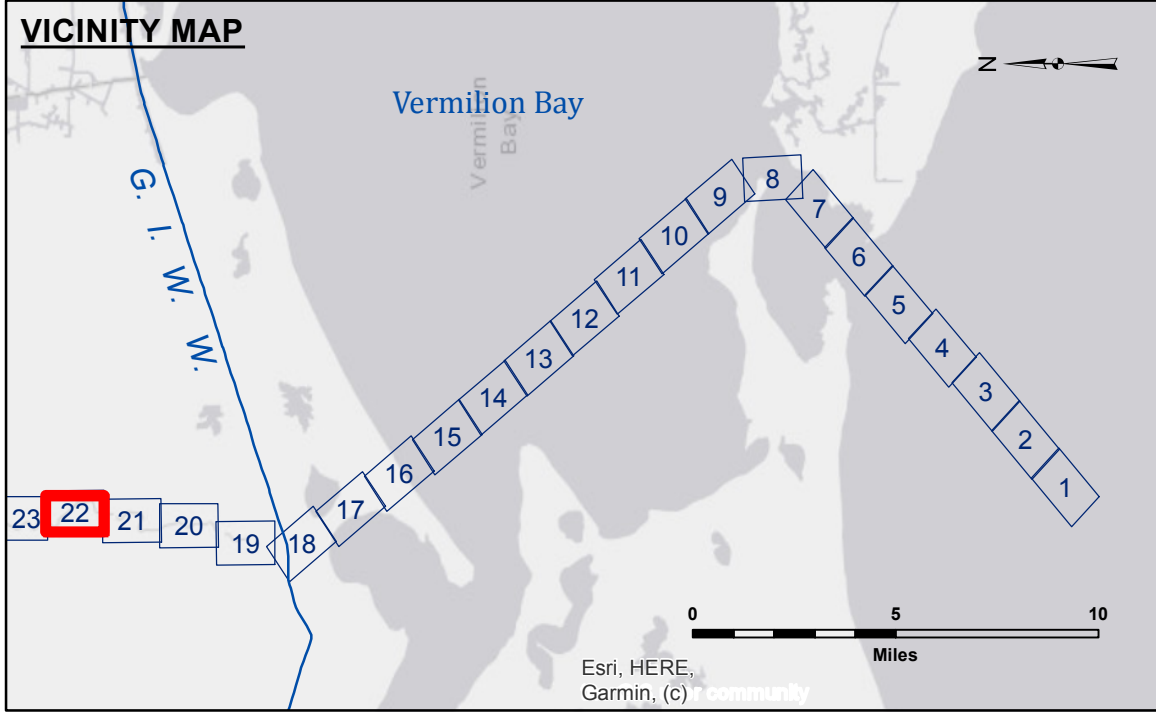 VICINITY MAP
N
Vermilion Bay
Vermilion
Bay
G. I. W. W.
8
9
7
10
6
11
5
12
4
13
3
14
2
15
1
16
17
23
22
21
20
19
18
0 5 10
Miles
Esri, HERE,
Garmin, (c)
r community